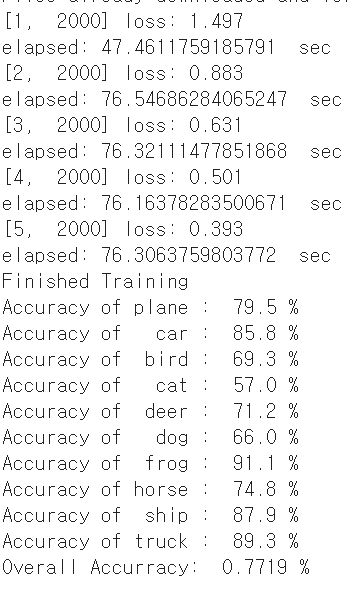 [1,  2000] loss: 1.497
elapsed: 47.4611759185791  sec
[2,  2000] loss: 0.883
elapsed: 76.54686284065247  sec
[3,  2000] loss: 0.631
elapsed: 76.32111477851868  sec
[4,  2000] loss: 0.501
elapsed: 76.16378283500671  sec
[5,  2000] loss: 0.393
elapsed: 76.3063759803772  sec
Finished Training
Accuracy of plane :  79.5 %
Accuracy of   car :  85.8 %
Accuracy of  bird :  69.3 %
Accuracy of   cat :  57.0 %
Accuracy of  deer :  71.2 %
Accuracy of   dog :  66.0 %
Accuracy of  frog :  91.1 %
Accuracy of horse :  74.8 %
Accuracy of  ship :  87.9 %
Accuracy of truck :  89.3 %
Overall Accurracy:  0.7719 %